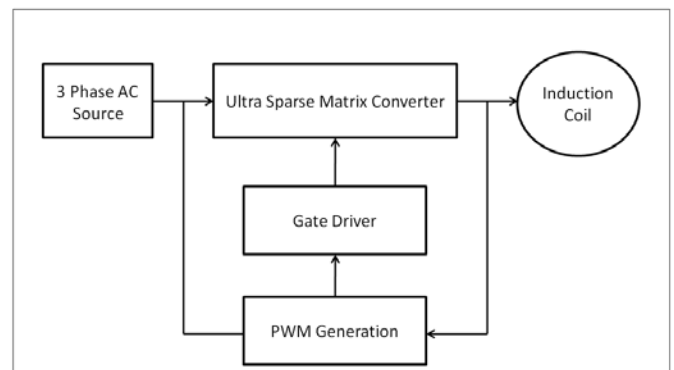 3 Phase AC
Source
Ultra Sparse Matrix Converter
Induction
Coil
Gate Driver
PWM Generation